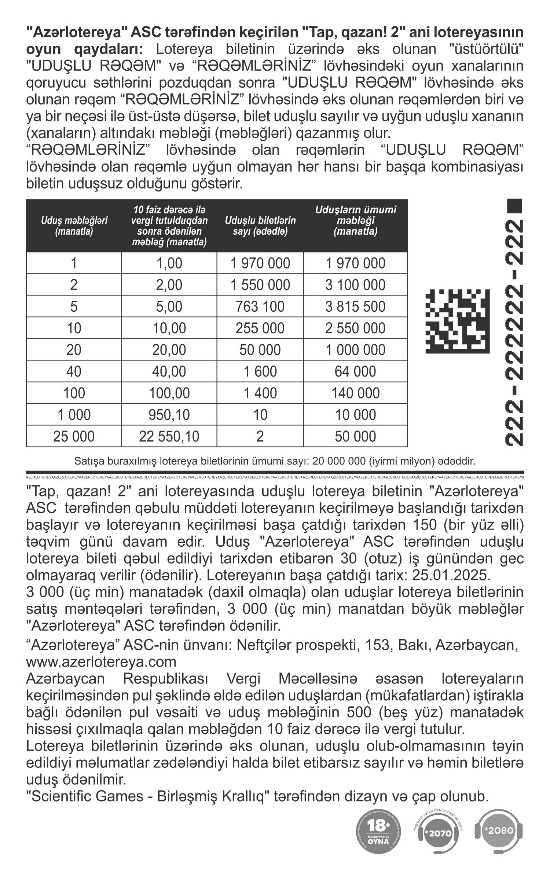 "Azərlotereya" ASC tərəfindən keçirilən "Tap, qazan! 2" ani lotereyasının
oyun qaydaları: Lotereya biletinin üzərində əks olunan "üstüörtülü"
"UDUŞLU RƏQƏM" və “RƏQƏMLƏRİNİZ” lövhəsindəki oyun xanalarının
qoruyucu səthlərini pozduqdan sonra "UDUŞLU RƏQƏM" lövhəsində əks
olunan rəqəm “RƏQƏMLƏRİNİZ” lövhəsində əks olunan rəqəmlərdən biri və
ya bir neçəsi ilə üst-üstə düşərsə, bilet uduşlu sayılır və uyğun uduşlu xananın
(xanaların) altındakı məbləği (məbləğləri) qazanmış olur.
“RƏQƏMLƏRİNİZ” lövhəsində olan rəqəmlərin “UDUŞLU RƏQƏM”
lövhəsində olan rəqəmlə uyğun olmayan hər hansı bir başqa kombinasiyası
biletin uduşsuz olduğunu göstərir.
Uduş məbləğləri (manatla) 10 faiz dərəcə ilə vergi tutulduqdan sonra ödənilən məbləğ (manatla) Uduşlu biletlərin sayı (ədədlə) Uduşların ümumi məbləği (manatla)
1 1,00 1 970 000 1 970 000
2 2,00 1 550 000 3 100 000
5 5,00 763 100 3 815 500
10 10,00 255 000 2 550 000
20 20,00 50 000 1 000 000
40 40,00 1 600 64 000
100 100,00 1 400 140 000
1 000 950,10 10 10 000
25 000 22 550,10 2 50 000
222-222222-222
Satışa buraxılmış lotereya biletlərinin ümumi sayı: 20 000 000 (iyirmi milyon) ədəddir.
"Tap, qazan! 2" ani lotereyasında uduşlu lotereya biletinin "Azərlotereya"
ASC tərəfindən qəbulu müddəti lotereyanın keçirilməyə başlandığı tarixdən
başlayır və lotereyanın keçirilməsi başa çatdığı tarixdən 150 (bir yüz əlli)
təqvim günü davam edir. Uduş "Azərlotereya" ASC tərəfindən uduşlu
lotereya bileti qəbul edildiyi tarixdən etibarən 30 (otuz) iş günündən gec
olmayaraq verilir (ödənilir). Lotereyanın başa çatdığı tarix: 25.01.2025.
3 000 (üç min) manatadək (daxil olmaqla) olan uduşlar lotereya biletlərinin
satış məntəqələri tərəfindən, 3 000 (üç min) manatdan böyük məbləğlər
"Azərlotereya" ASC tərəfindən ödənilir.
“Azərlotereya” ASC-nin ünvanı: Neftçilər prospekti, 153, Bakı, Azərbaycan,
www.azerlotereya.com
Azərbaycan Respublikası Vergi Məcəlləsinə əsasən lotereyaların
keçirilməsindən pul şəklində əldə edilən uduşlardan (mükafatlardan) iştirakla
bağlı ödənilən pul vəsaiti və uduş məbləğinin 500 (beş yüz) manatadək
hissəsi çıxılmaqla qalan məbləğdən 10 faiz dərəcə ilə vergi tutulur.
Lotereya biletlərinin üzərində əks olunan, uduşlu olub-olmamasının təyin
edildiyi məlumatlar zədələndiyi halda bilet etibarsız sayılır və həmin biletlərə
uduş ödənilmir.
"Scientific Games - Birləşmiş Krallıq" tərəfindən dizayn və çap olunub.
18+
OYNA
*2070
*2080